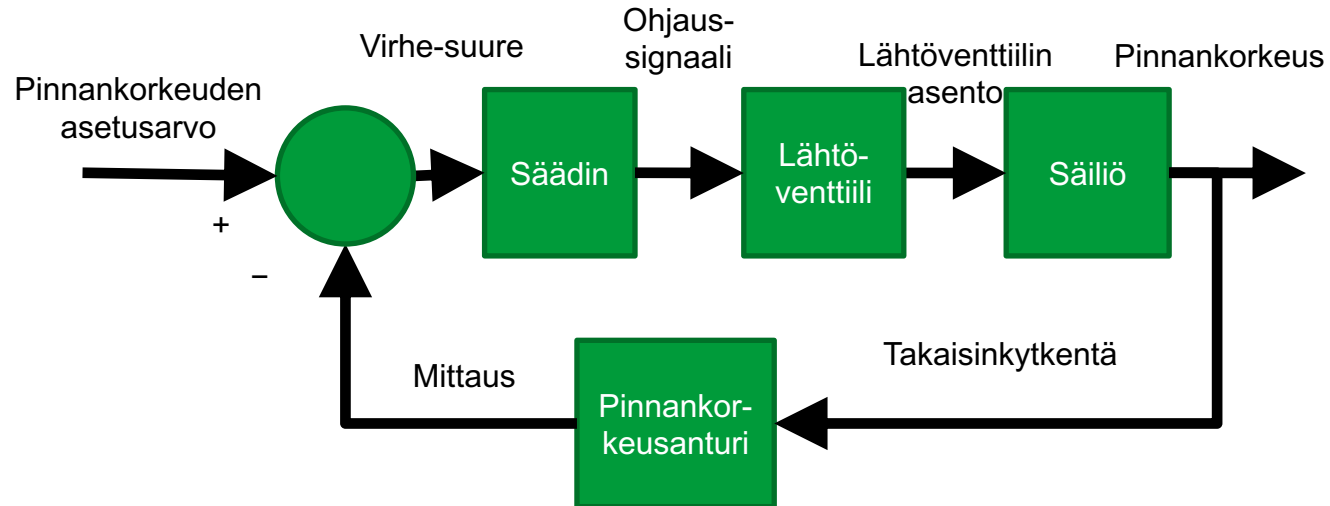 Pinnankorkeuden
asetusarvo
+
−
Virhe-suure
Säädin
Ohjaus-
signaali
Lähtö-
venttiili
Lähtöventtiilin
asento
Säiliö
Pinnankorkeus
Takaisinkytkentä
Pinnankor-
keusanturi
Mittaus